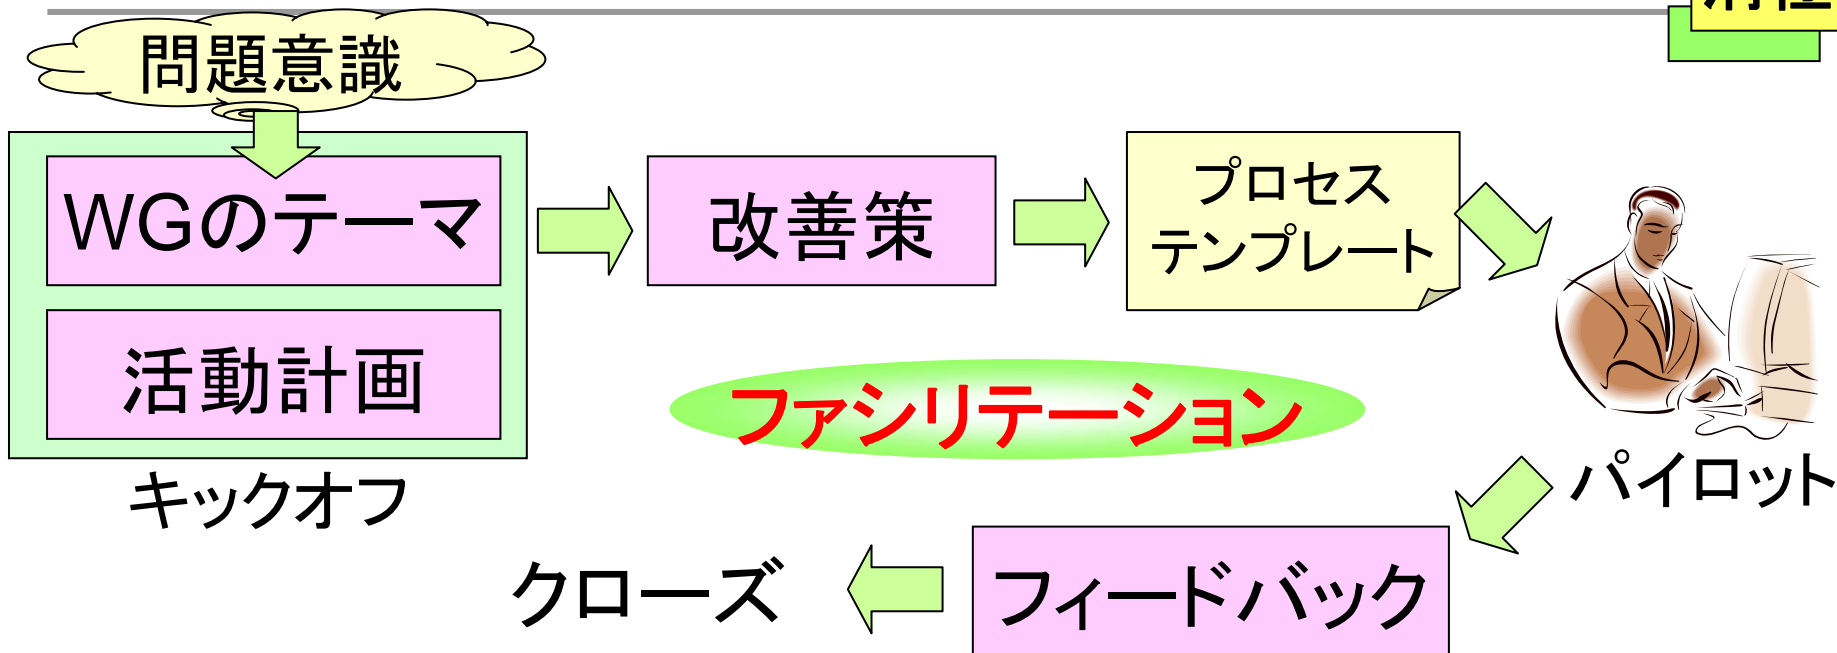 問題意識
WGのテーマ
活動計画
キックオフ
改善策
プロセス
テンプレート
ファシリテーション
パイロット
フィードバック
クローズ